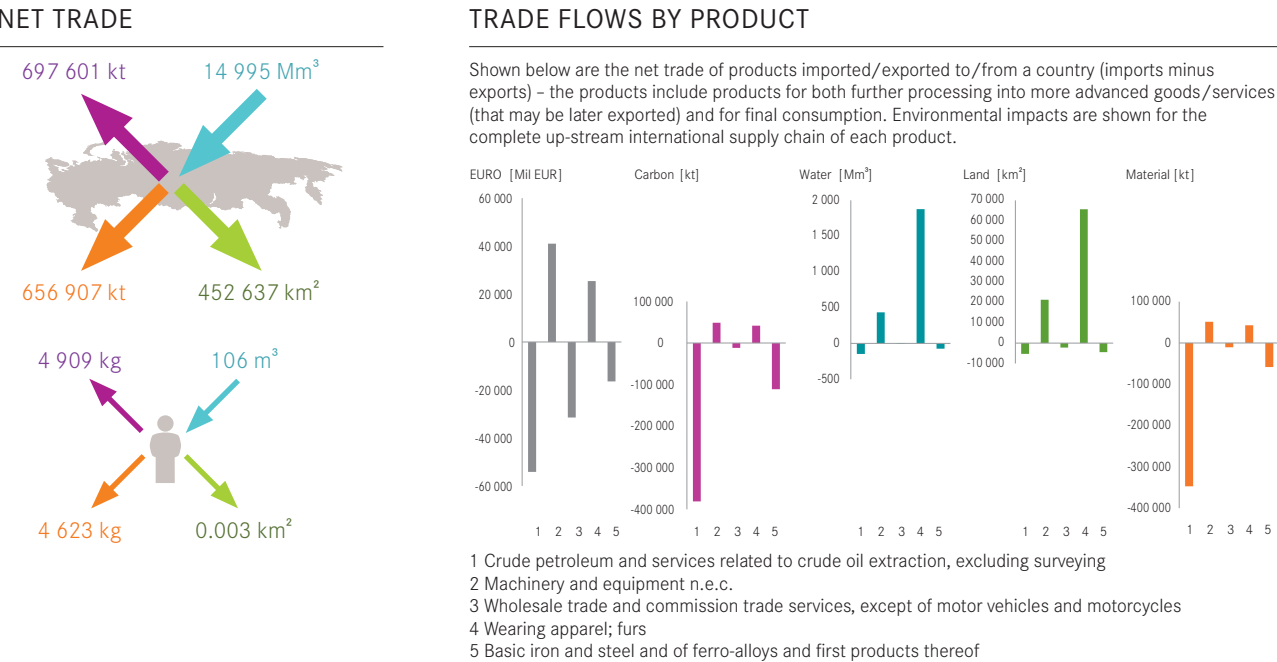 NET TRADE
697 601 kt
14 995 Mm³
656 907 kt
452 637 km²
4 909 kg
106 m³
4 623 kg
0.003 km²
TRADE FLOWS BY PRODUCT
Shown below are the net trade of products imported/exported to/from a country (imports minus
exports) – the products include products for both further processing into more advanced goods/services
(that may be later exported) and for final consumption. Environmental impacts are shown for the
complete up-stream international supply chain of each product.
EURO [Mil EUR]
60 000
40 000
20 000
0
-20 000
-40 000
-60 000
1 2 3 4 5
Carbon [kt]
100 000
0
-100 000
-200 000
-300 000
-400 000
1 2 3 4 5
Water [Mm³]
2 000
1 500
1 000
500
0
-500
1 2 3 4 5
Land [km²]
70 000
60 000
50 000
40 000
30 000
20 000
10 000
0
-10 000
1 2 3 4 5
Material [kt]
100 000
0
-100 000
-200 000
-300 000
-400 000
1 2 3 4 5
1 Crude petroleum and services related to crude oil extraction, excluding surveying
2 Machinery and equipment n.e.c.
3 Wholesale trade and commission trade services, except of motor vehicles and motorcycles
4 Wearing apparel; furs
5 Basic iron and steel and of ferro-alloys and first products thereof